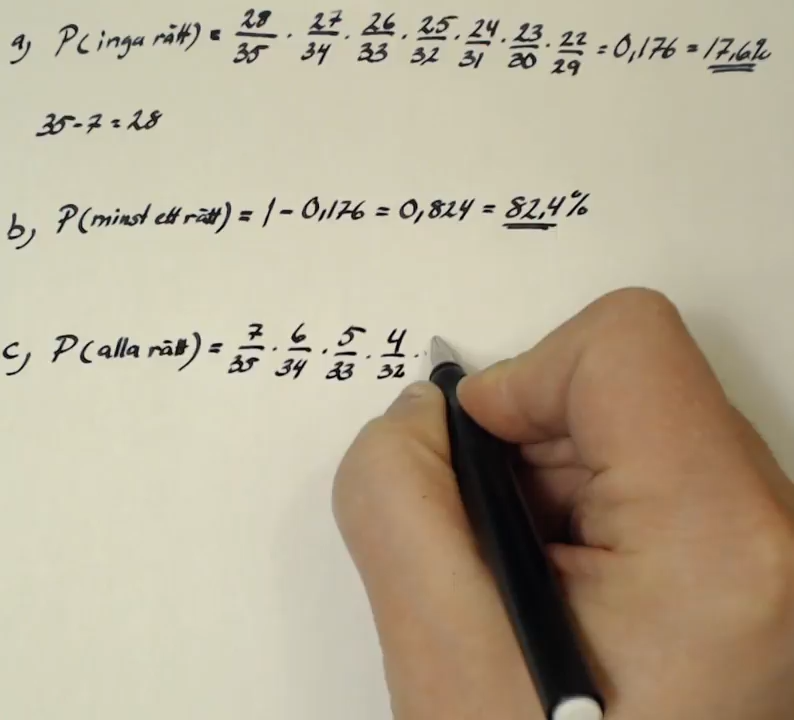 a) P(inga rätt) = 28/35 · 27/34 · 26/33 · 25/32 · 24/31 · 23/30 · 22/29 = 0,176 = 17,6%
35-7=28
b) P(minst ett rätt) = 1 - 0,176 = 0,824 = 82,4%
c) P(alla rätt) = 7/35 · 6/34 · 5/33 · 4/32 ·